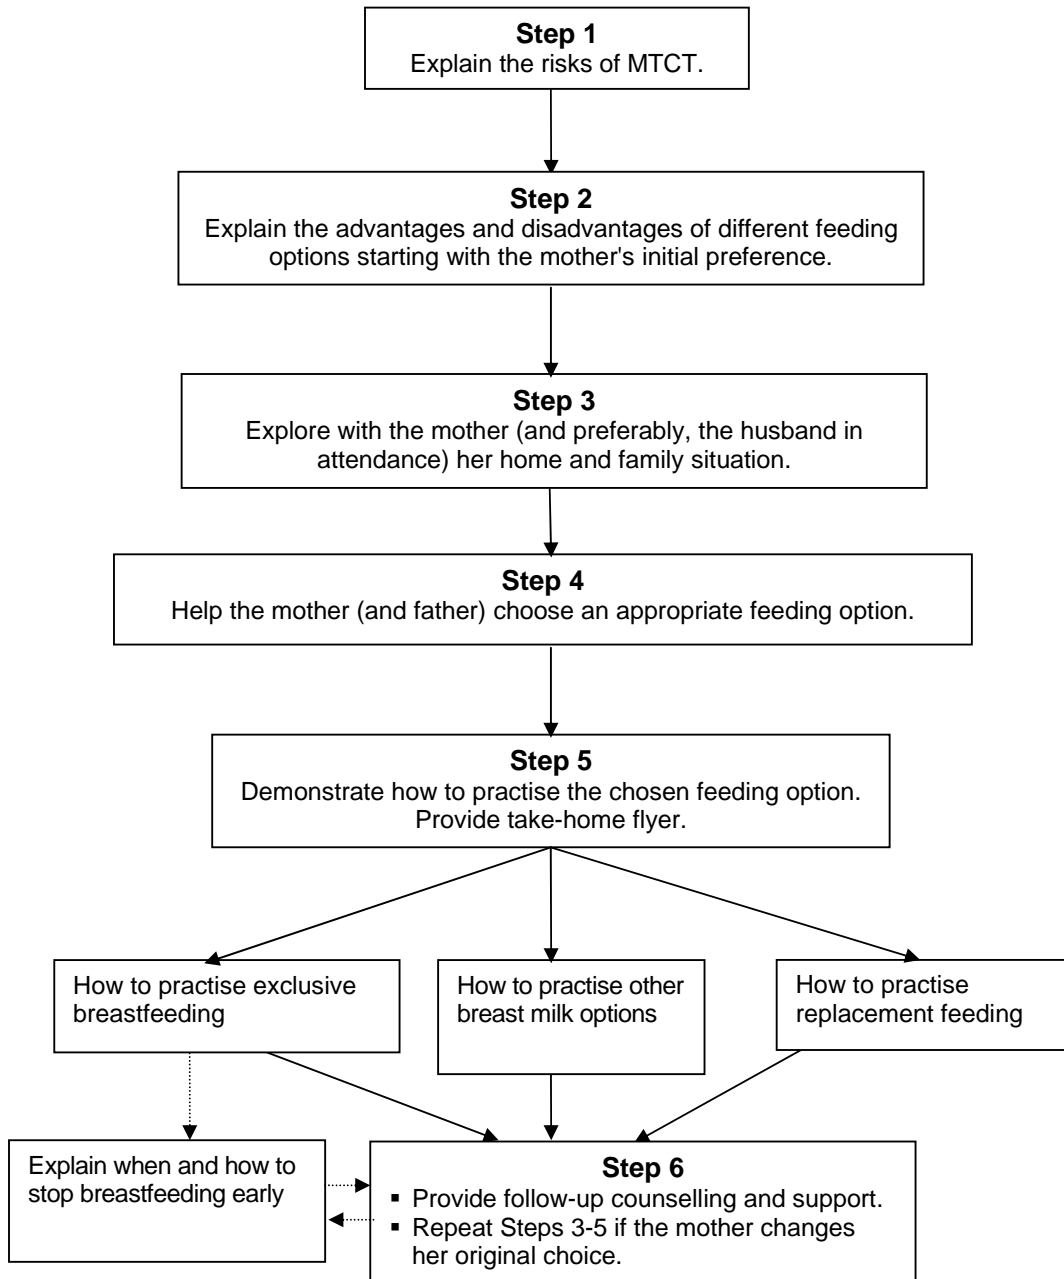 Step 1
Explain the risks of MTCT.
Step 2
Explain the advantages and disadvantages of different feeding
options starting with the mother's initial preference.
Step 3
Explore with the mother (and preferably, the husband in
attendance) her home and family situation.
Step 4
Help the mother (and father) choose an appropriate feeding option.
Step 5
Demonstrate how to practise the chosen feeding option.
Provide take-home flyer.
How to practise exclusive
breastfeeding
How to practise other
breast milk options
How to practise
replacement feeding
Explain when and how to
stop breastfeeding early
Step 6
▪ Provide follow-up counselling and support.
▪ Repeat Steps 3-5 if the mother changes
her original choice.